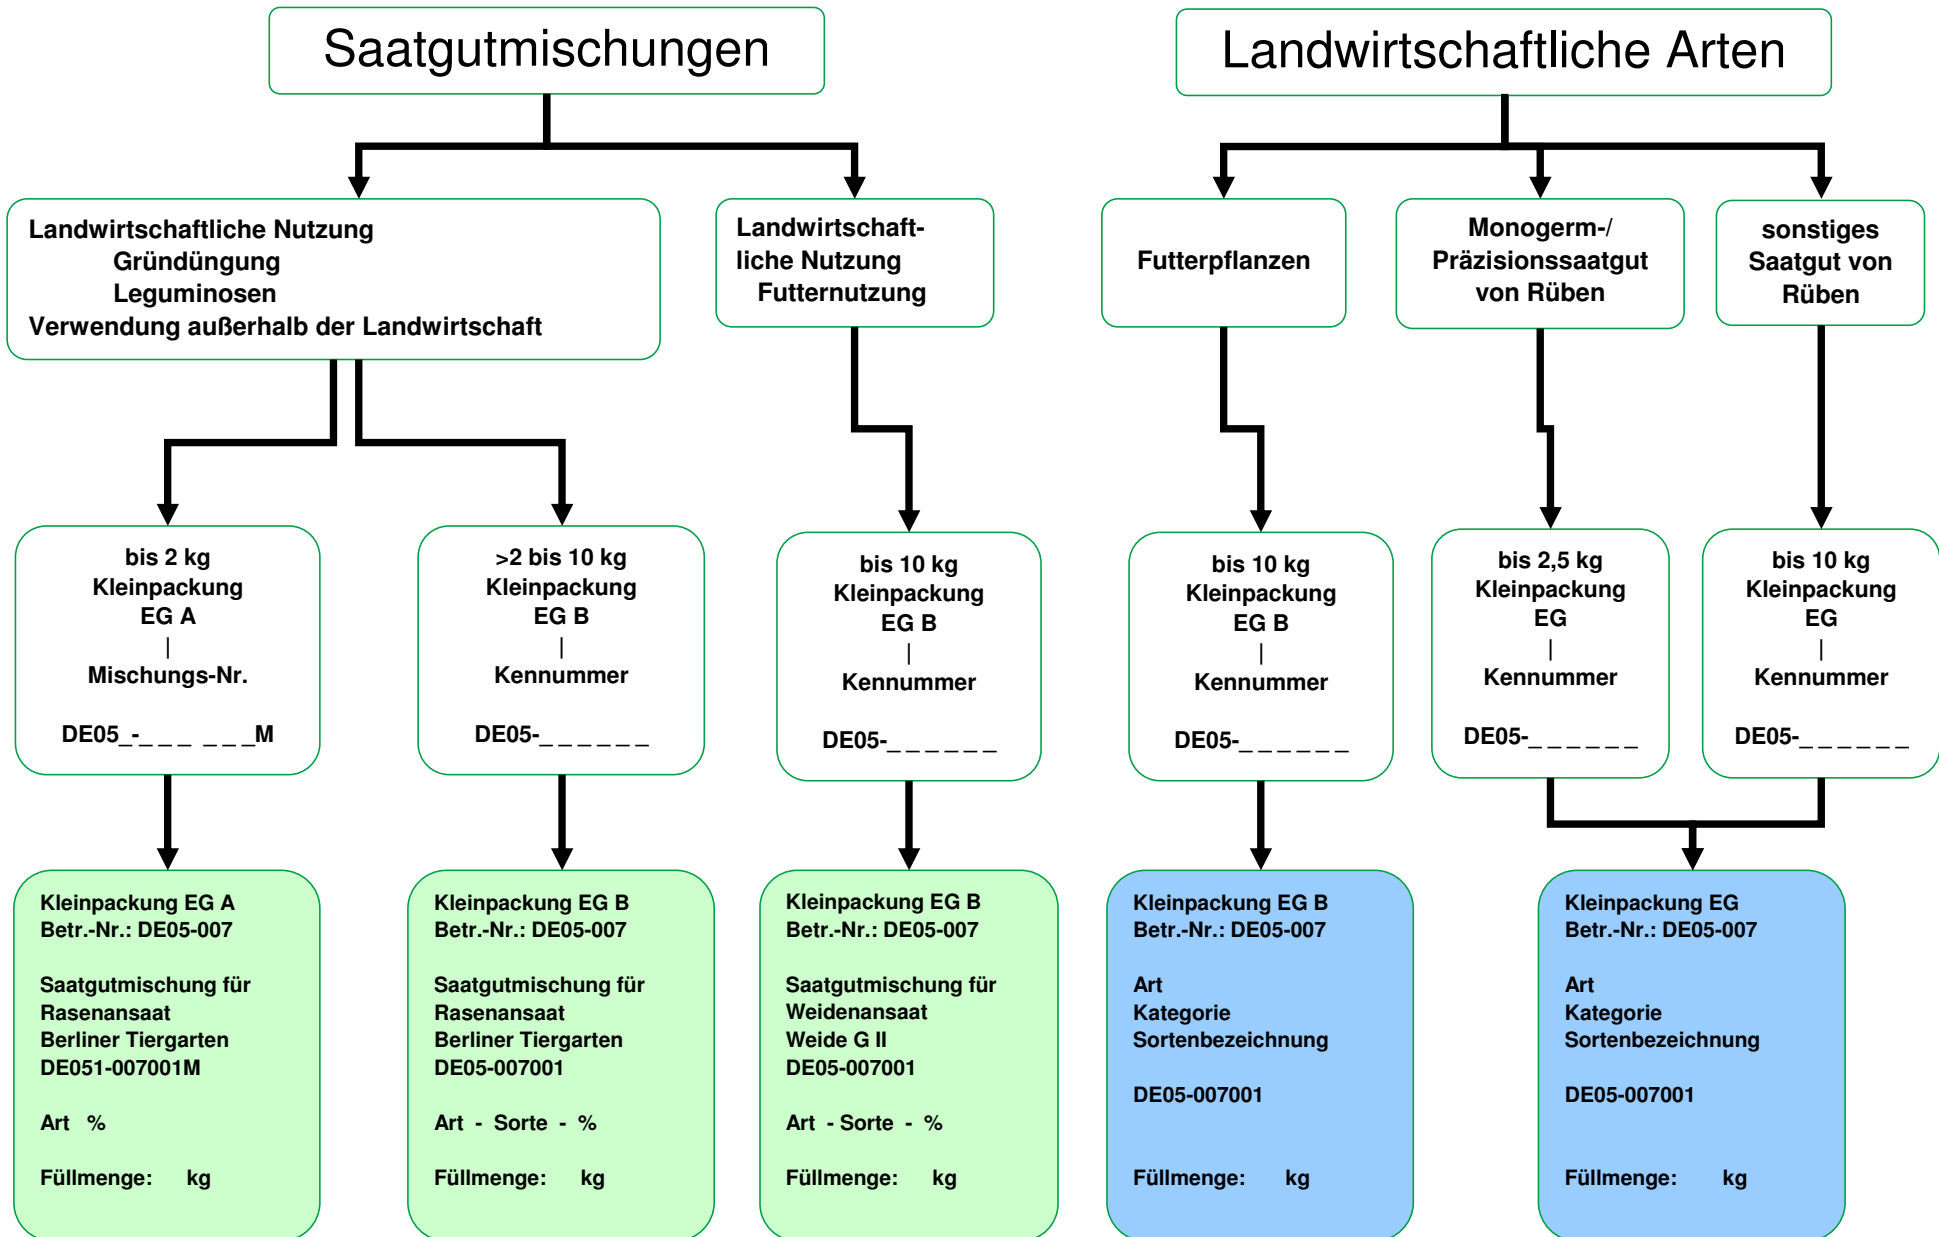 Saatgutmischungen
Landwirtschaftliche Arten
Landwirtschaftliche Nutzung
Gründüngung
Leguminosen
Verwendung außerhalb der Landwirtschaft
Landwirtschaft-
liche Nutzung
Futternutzung
Futterpflanzen
Monogerm-/
Präzisionssaatgut
von Rüben
sonstiges
Saatgut von
Rüben
bis 2 kg
Kleinpackung
EG A
|
Mischungs-Nr.
DE05_-_ _ _ _ _ _M
>2 bis 10 kg
Kleinpackung
EG B
|
Kennummer
DE05-_ _ _ _ _ _
bis 10 kg
Kleinpackung
EG B
|
Kennummer
DE05-_ _ _ _ _ _
bis 10 kg
Kleinpackung
EG B
|
Kennummer
DE05-_ _ _ _ _ _
bis 2,5 kg
Kleinpackung
EG
|
Kennummer
DE05-_ _ _ _ _ _
bis 10 kg
Kleinpackung
EG
|
Kennummer
DE05-_ _ _ _ _ _
Kleinpackung EG A
Betr.-Nr.: DE05-007
Saatgutmischung für
Rasenansaat
Berliner Tiergarten
DE051-007001M
Art %
Füllmenge: kg
Kleinpackung EG B
Betr.-Nr.: DE05-007
Saatgutmischung für
Rasenansaat
Berliner Tiergarten
DE05-007001
Art - Sorte - %
Füllmenge: kg
Kleinpackung EG B
Betr.-Nr.: DE05-007
Saatgutmischung für
Weidenansaat
Weide G II
DE05-007001
Art - Sorte - %
Füllmenge: kg
Kleinpackung EG B
Betr.-Nr.: DE05-007
Art
Kategorie
Sortenbezeichnung
DE05-007001
Füllmenge: kg
Kleinpackung EG
Betr.-Nr.: DE05-007
Art
Kategorie
Sortenbezeichnung
DE05-007001
Füllmenge: kg